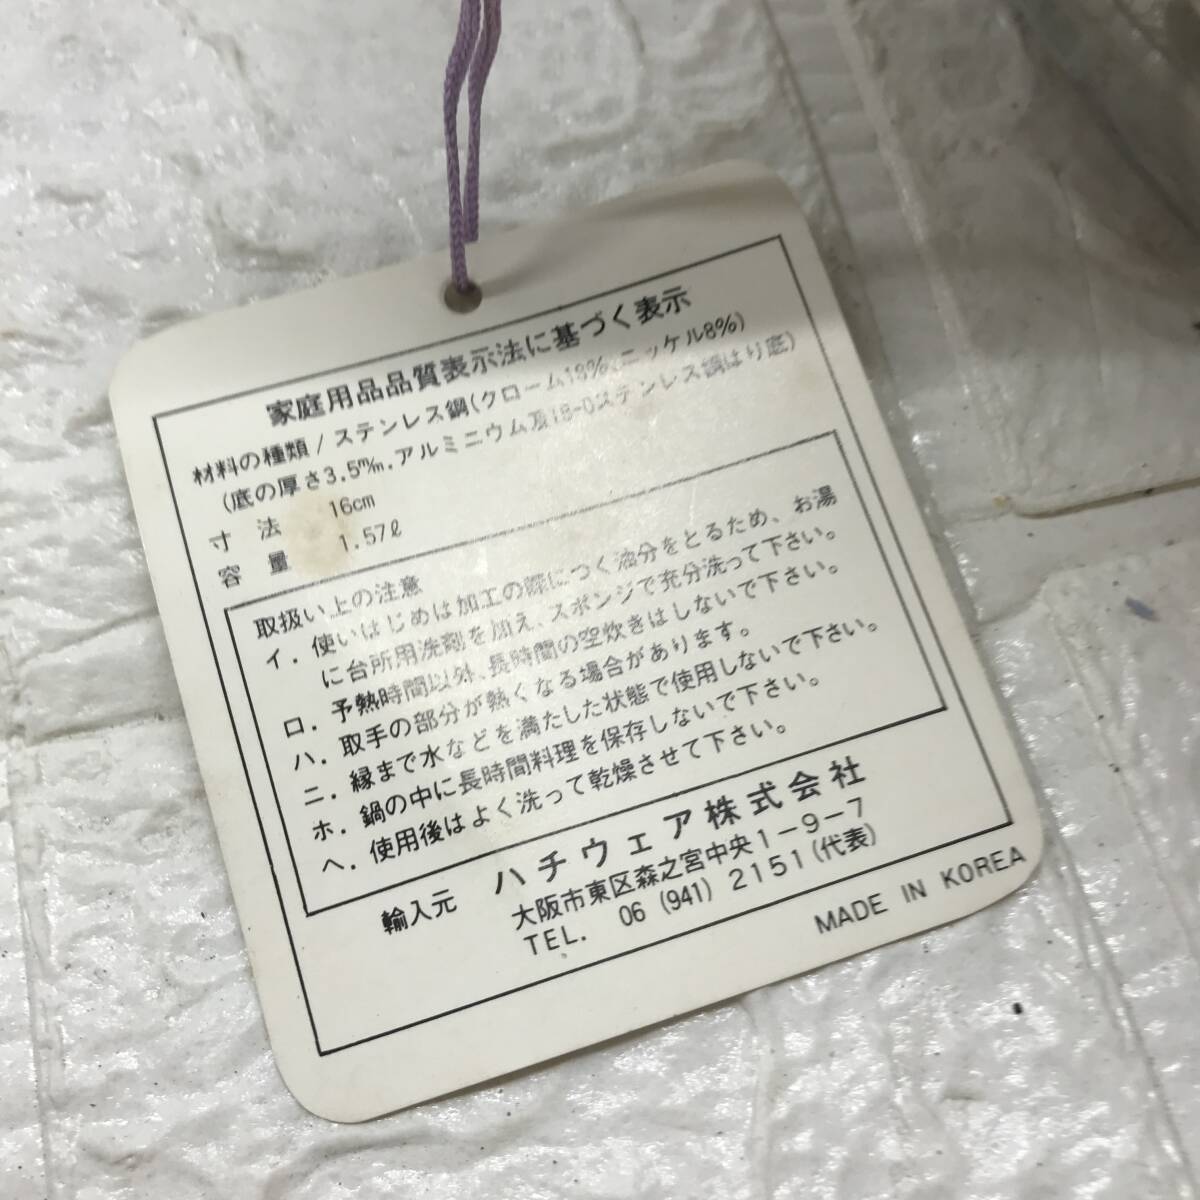 家庭用品品質表示法に基づく表示
材料の種類/ステンレス鋼(クローム18%、ニッケル8%)
(底の厚さ3.5m/m.アルミニウム及18-0ステンレス鋼はり底)
寸法 16cm
容量 1.57ℓ
取扱い上の注意
イ.使いはじめは加工の際につく油分をとるため、お湯
に台所用洗剤を加え、スポンジで充分洗って下さい。
ロ.予熱時間以外、長時間の空炊きはしないで下さい。
ハ.取手の部分が熱くなる場合があります。
ニ.縁まで水などを満たした状態で使用しないで下さい。
ホ.鍋の中に長時間料理を保存しないで下さい。
ヘ.使用後はよく洗って乾燥させて下さい。
輸入元 ハチウェア株式会社
大阪市東区森之宮中央1-9-7
TEL. 06 (941) 2151(代表)
MADE IN KOREA